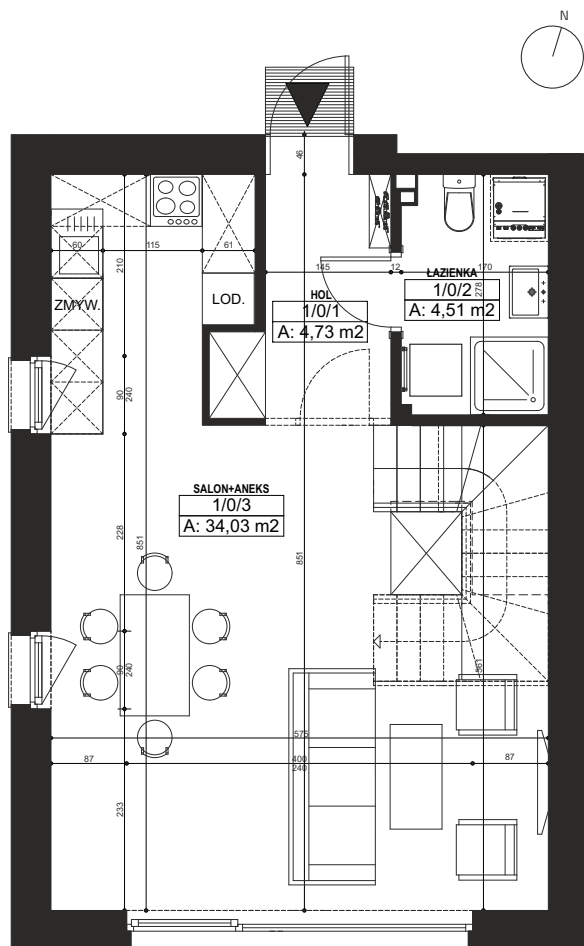 N
46
60
115
61
210
145
12
170
ŁAZIENKA
1/0/2
A: 4,51 m2
278
HOL
1/0/1
A: 4,73 m2
ZMYW.
LOD.
90
240
SALON+ANEKS
1/0/3
A: 34,03 m2
228
851
851
90
240
561
575
87
400
240
87
233